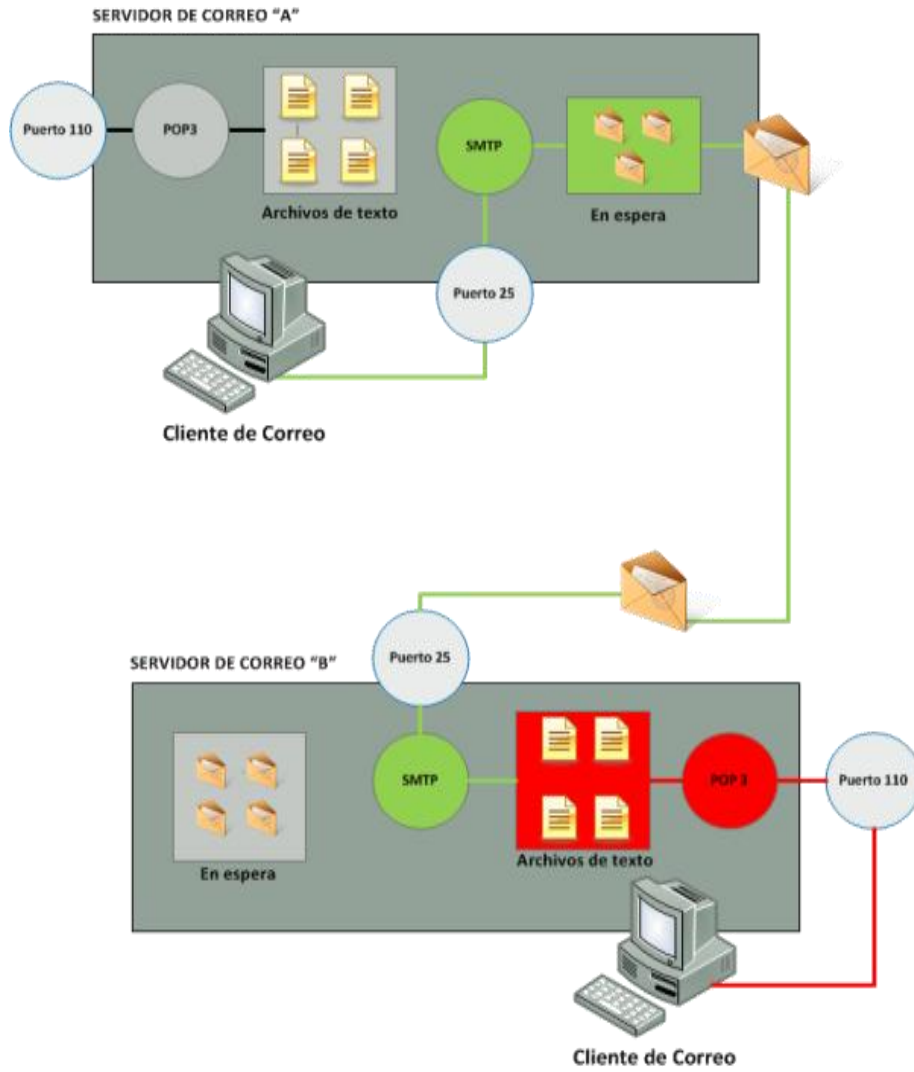 SERVIDOR DE CORREO "A"
Puerto 110
POP3
Archivos de texto
SMTP
En espera
Puerto 25
Cliente de Correo
SERVIDOR DE CORREO "B"
Puerto 25
En espera
SMTP
Archivos de texto
POP 3
Puerto 110
Cliente de Correo